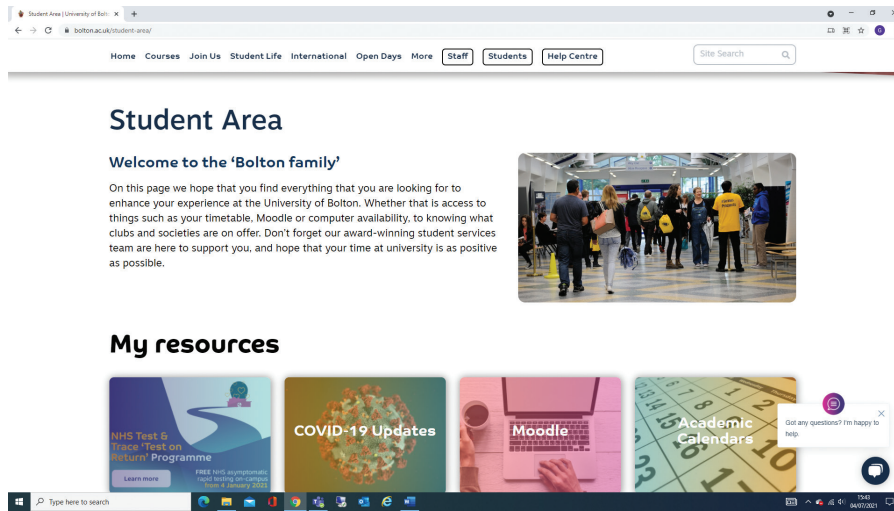 Student Area | University of Bolt
bolton.ac.uk/student-area/
G
Home Courses Join Us Student Life International Open Days More Staff Students Help Centre Site Search
Student Area
Welcome to the ‘Bolton family’
On this page we hope that you find everything that you are looking for to
enhance your experience at the University of Bolton. Whether that is access to
things such as your timetable, Moodle or computer availability, to knowing what
clubs and societies are on offer. Don’t forget our award-winning student services
team are here to support you, and hope that your time at university is as positive
as possible.
My resources
NHS Test &
Trace ‘Test on
Return’ Programme
Learn more
FREE NHS asymptomatic
rapid testing on-campus
from 4 January 2021
COVID-19 Updates
Moodle
Academic
Calendars
Got any questions? I'm happy to
help.
Type here to search
15:43
04/07/2021